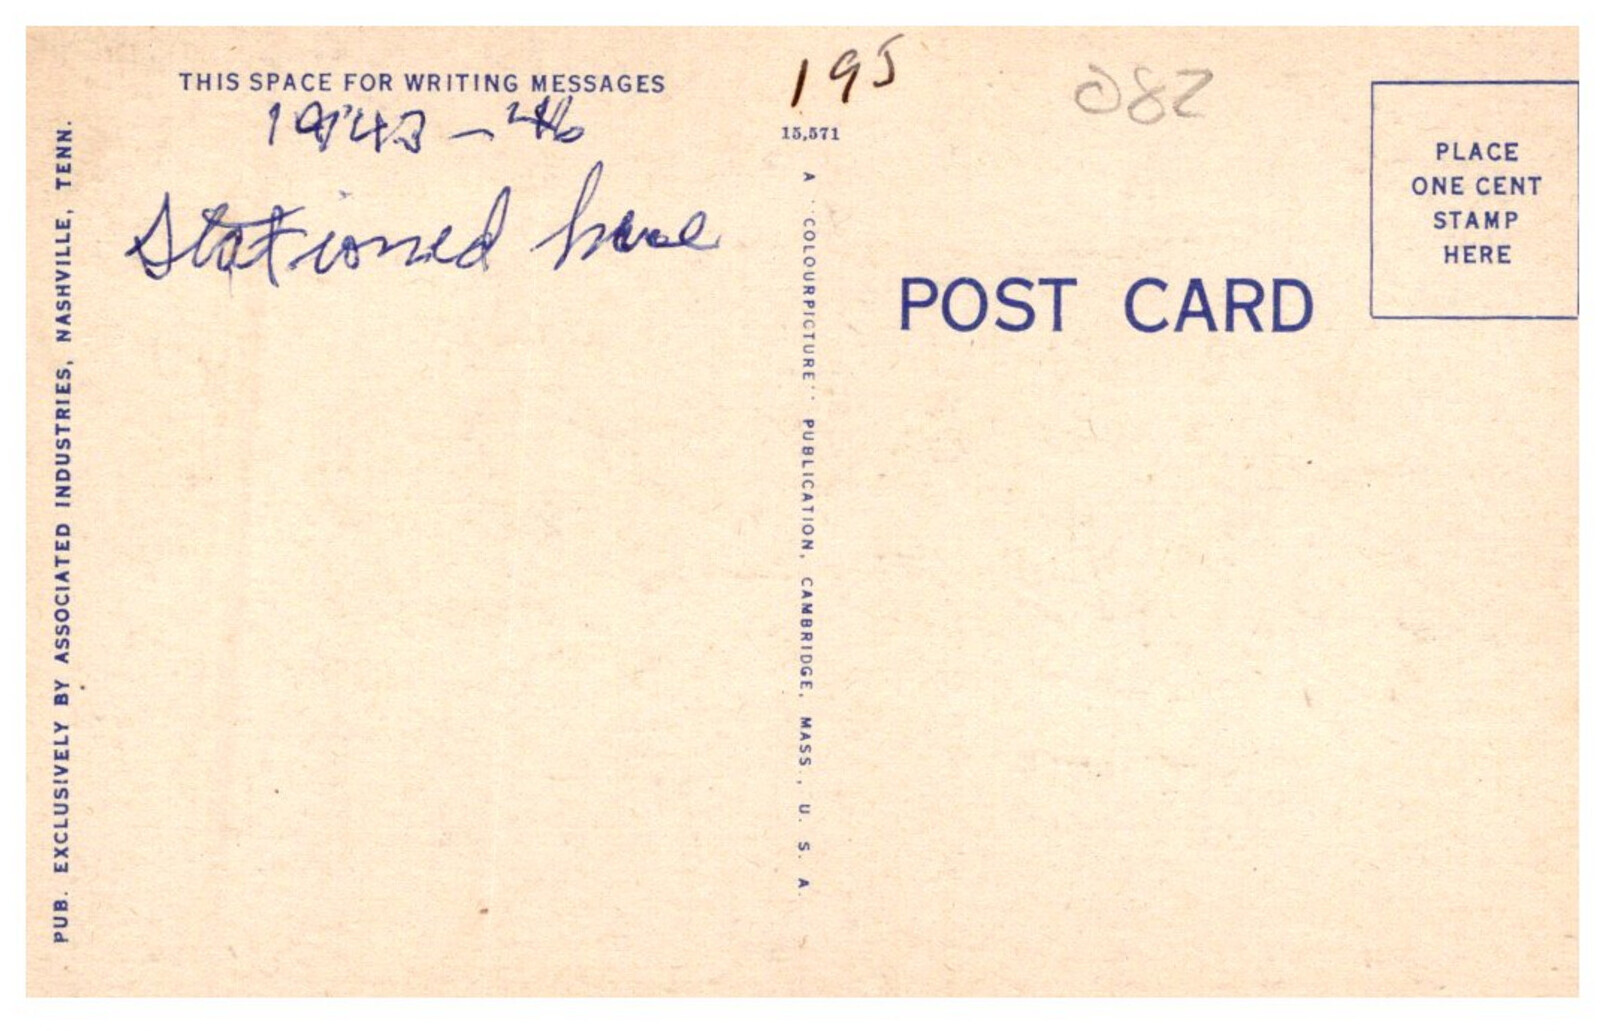 THIS SPACE FOR WRITING MESSAGES
1943-46
Stationed here
195
282
15,571
PUB. EXCLUSIVELY BY ASSOCIATED INDUSTRIES, NASHVILLE, TENN.
A "COLOURPICTURE" PUBLICATION, CAMBRIDGE, MASS., U. S. A.
POST CARD
PLACE
ONE CENT
STAMP
HERE